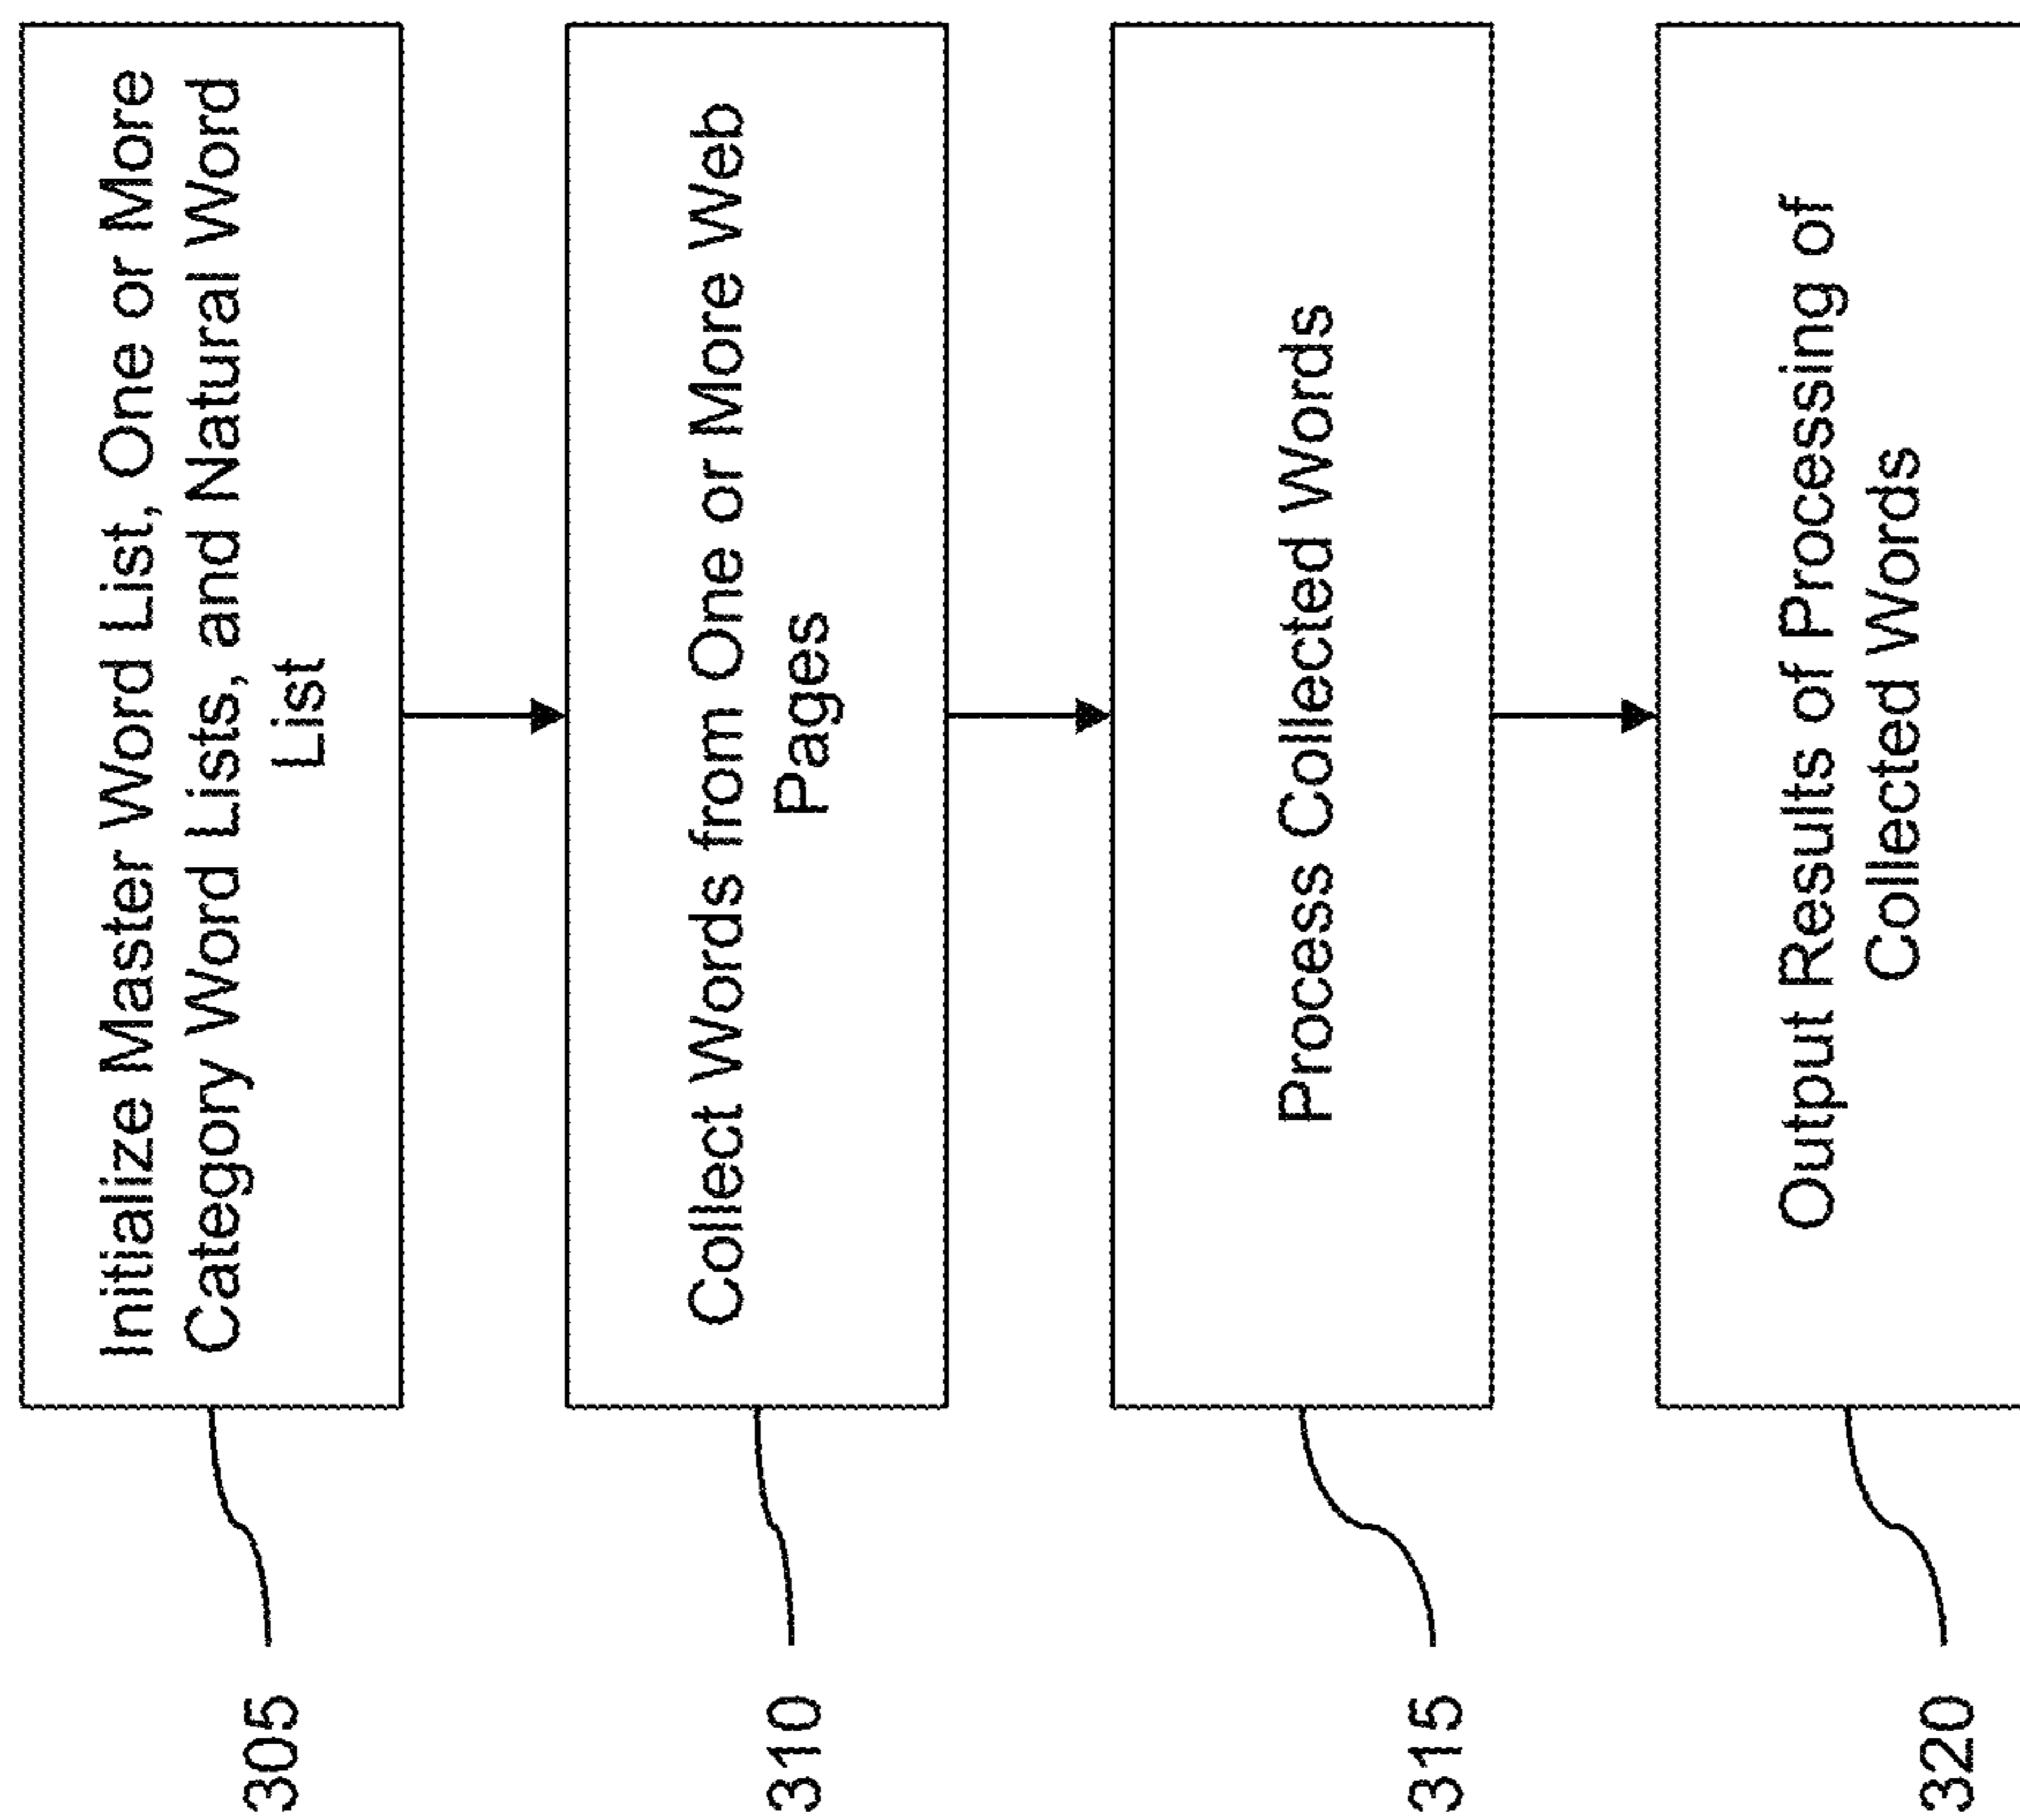 305
Initialize Master Word List, One or More
Category Word Lists, and Natural Word
List
310
Collect Words from One or More Web
Pages
315
Process Collected Words
320
Output Results of Processing of
Collected Words